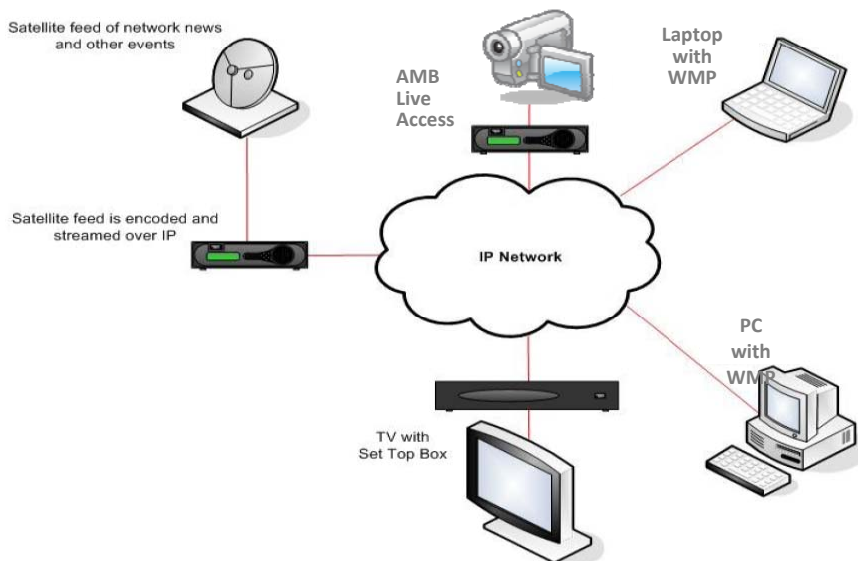 Satellite feed of network news
and other events
AMB
Live
Access
Laptop
with
WMP
Satellite feed is encoded and
streamed over IP
IP Network
PC
with
WMP
TV with
Set Top Box